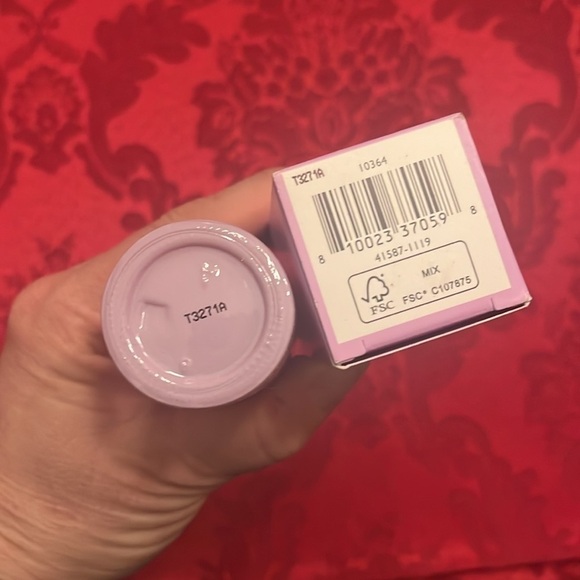 T3271A
T3271A 10364
8 10023 37059 8
41587-1119
FSC
MIX
FSC® C107875